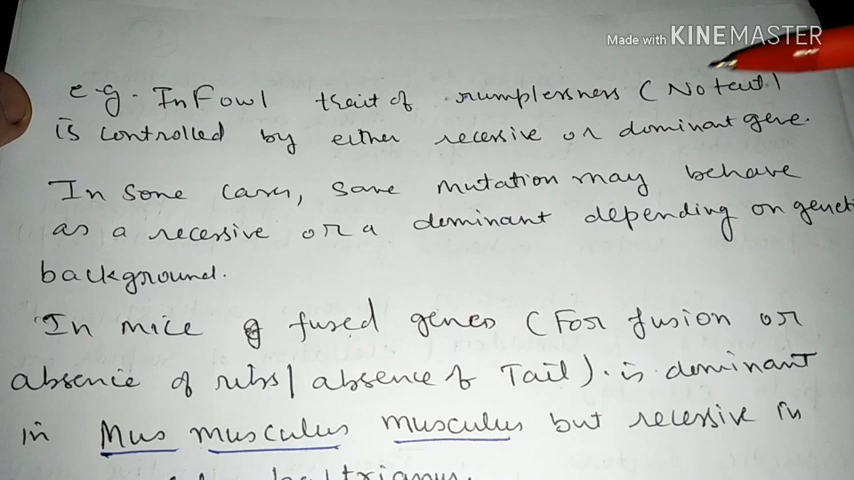 Made with KINEMASTER
e.g. In Fowl trait of rumplessness (No tail)
is controlled by either recessive or dominant gene.
In some cases, same mutation may behave
as a recessive or a dominant depending on geneti
background.
In mice fused genes (For fusion or
absence of ribs/absence of Tail). is dominant
in Mus musculus musculus but recessive in
bactrianus.